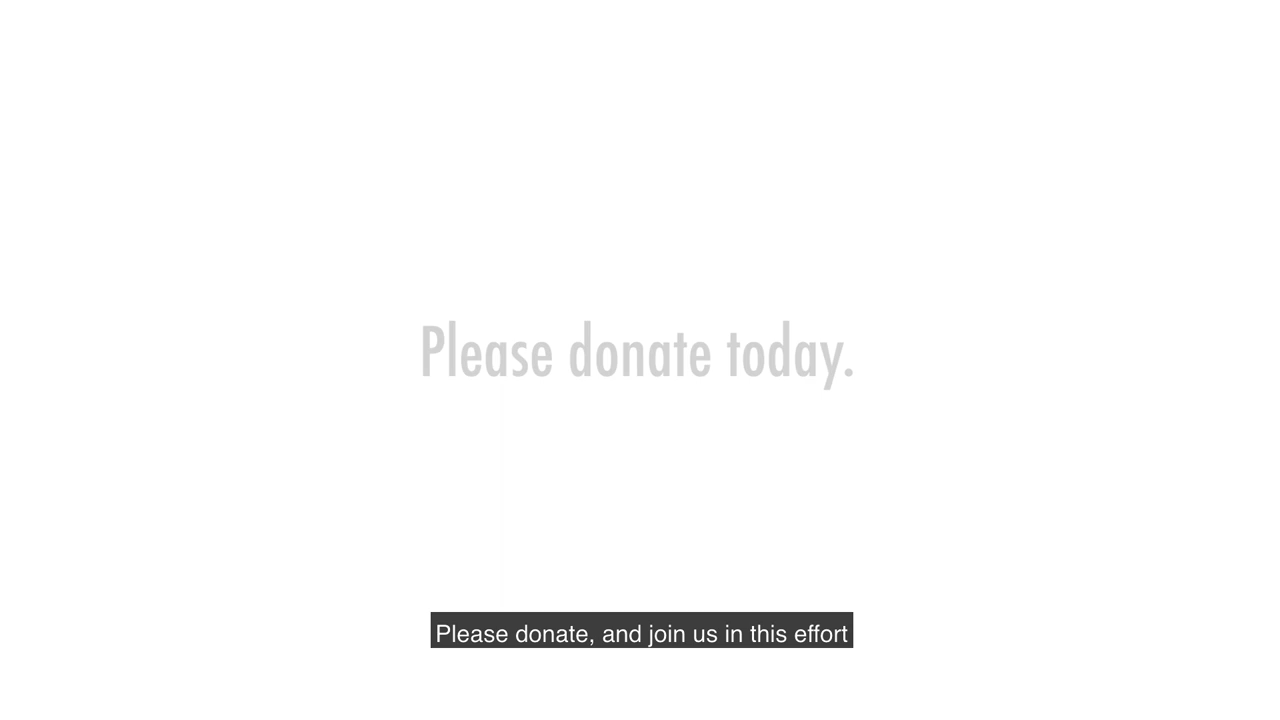 Please donate today.
Please donate, and join us in this effort